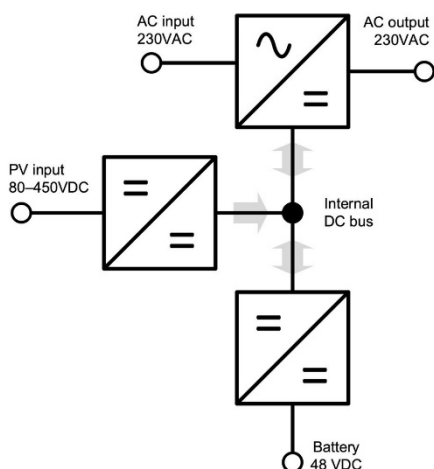 AC input
230VAC
AC output
230VAC
PV input
80–450VDC
Internal
DC bus
Battery
48 VDC